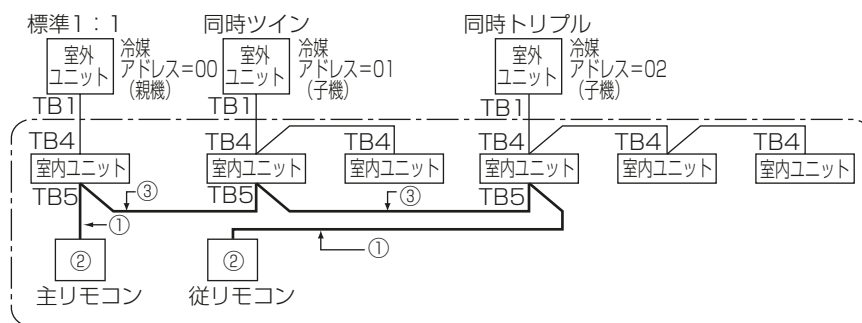 標準1:1
同時ツイン
同時トリプル
室外
ユニット
冷媒
アドレス=00
(親機)
室外
ユニット
冷媒
アドレス=01
(子機)
室外
ユニット
冷媒
アドレス=02
(子機)
TB1
TB1
TB1
TB4
TB4
TB4
TB4
TB4
TB4
室内ユニット
室内ユニット
室内ユニット
室内ユニット
室内ユニット
室内ユニット
TB5
③
TB5
③
TB5
①
①
②
②
主リモコン
従リモコン